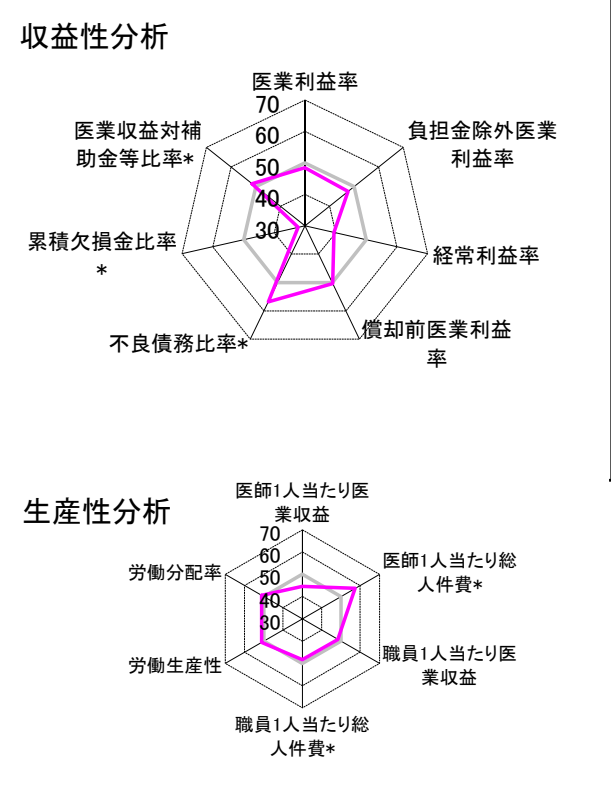 収益性分析
医業利益率
70
60
50
40
30
負担金除外医業
利益率
経常利益率
償却前医業利益
率
不良債務比率*
累積欠損金比率
*
医業収益対補
助金等比率*
生産性分析
医師1人当たり医
業収益
70
60
50
40
30
医師1人当たり総
人件費*
職員1人当たり医
業収益
職員1人当たり総
人件費*
労働生産性
労働分配率